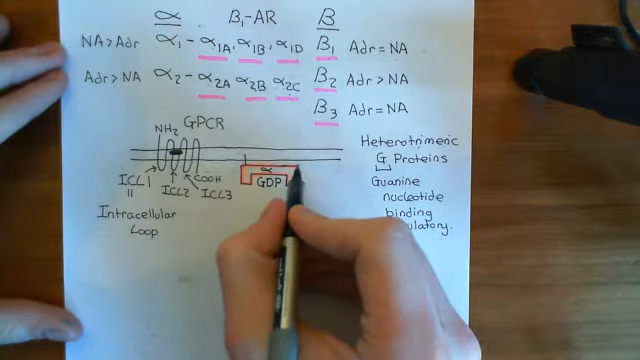 α β₁-AR β
NA>Adr α₁ - α₁A, α₁B, α₁D β₁ Adr = NA
Adr>NA α₂ - α₂A α₂B α₂C β₂ Adr > NA
β₃ Adr = NA
NH₂ GPCR
Heterotrimeric
G Proteins
α
GDP
COOH
ICL1 ICL2 ICL3
Intracellular
Loop
Guanine
nucleotide
binding